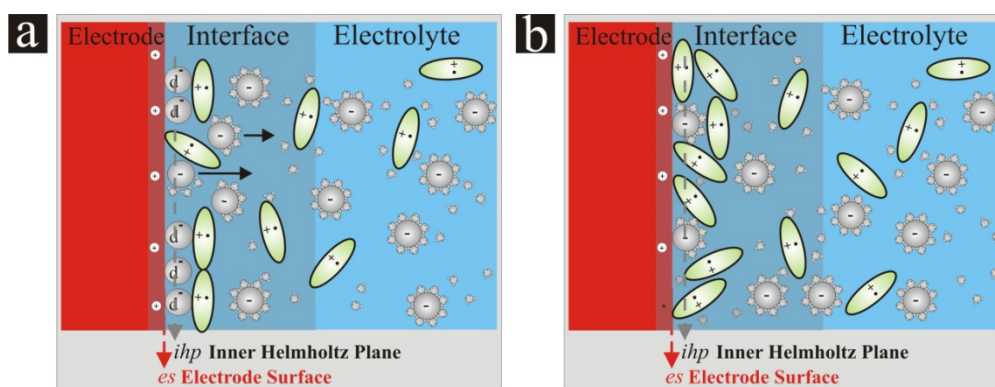 a
Electrode Interface Electrolyte
d-
d-
d-
d-
d-
ihp Inner Helmholtz Plane
es Electrode Surface
b
Electrode Interface Electrolyte
ihp Inner Helmholtz Plane
es Electrode Surface